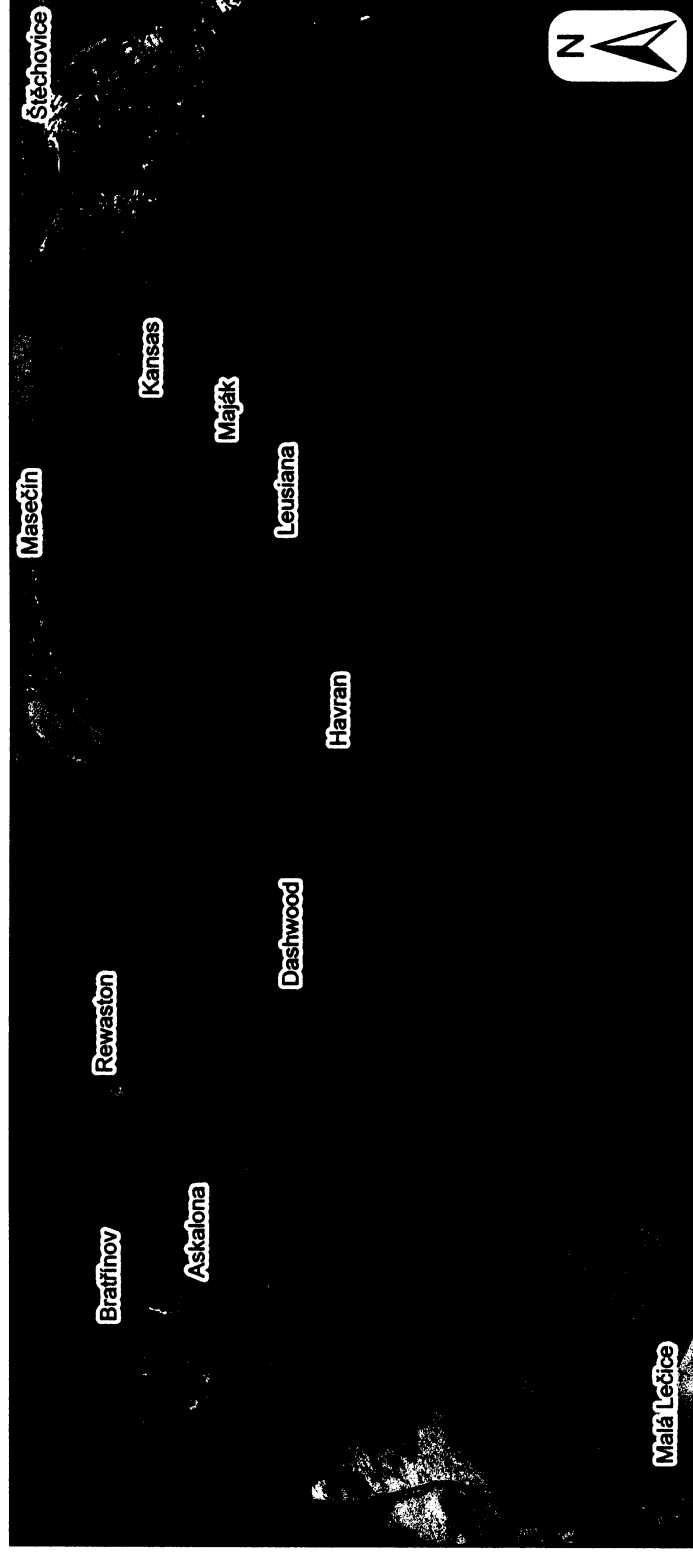 Štěchovice
Masečín
Kansas
Maják
Leusiana
Rewaston
Bratřínov
Askalona
Dashwood
Havran
Malá Lečice
N